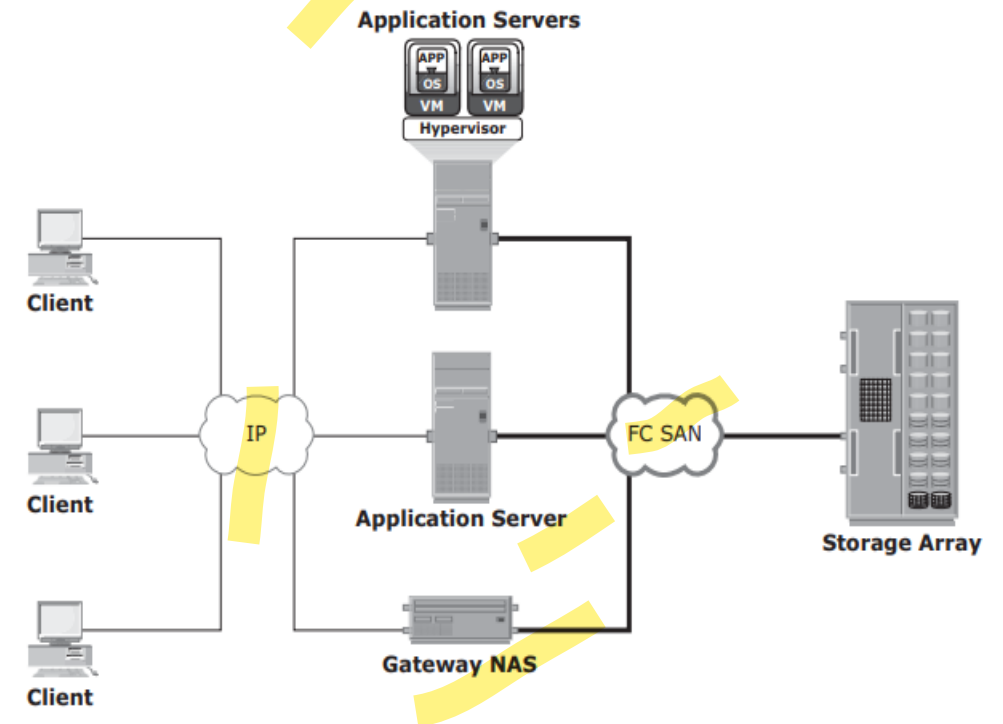 Application Servers
APP APP
OS OS
VM VM
Hypervisor
Client
IP
FC SAN
Client
Application Server
Storage Array
Gateway NAS
Client